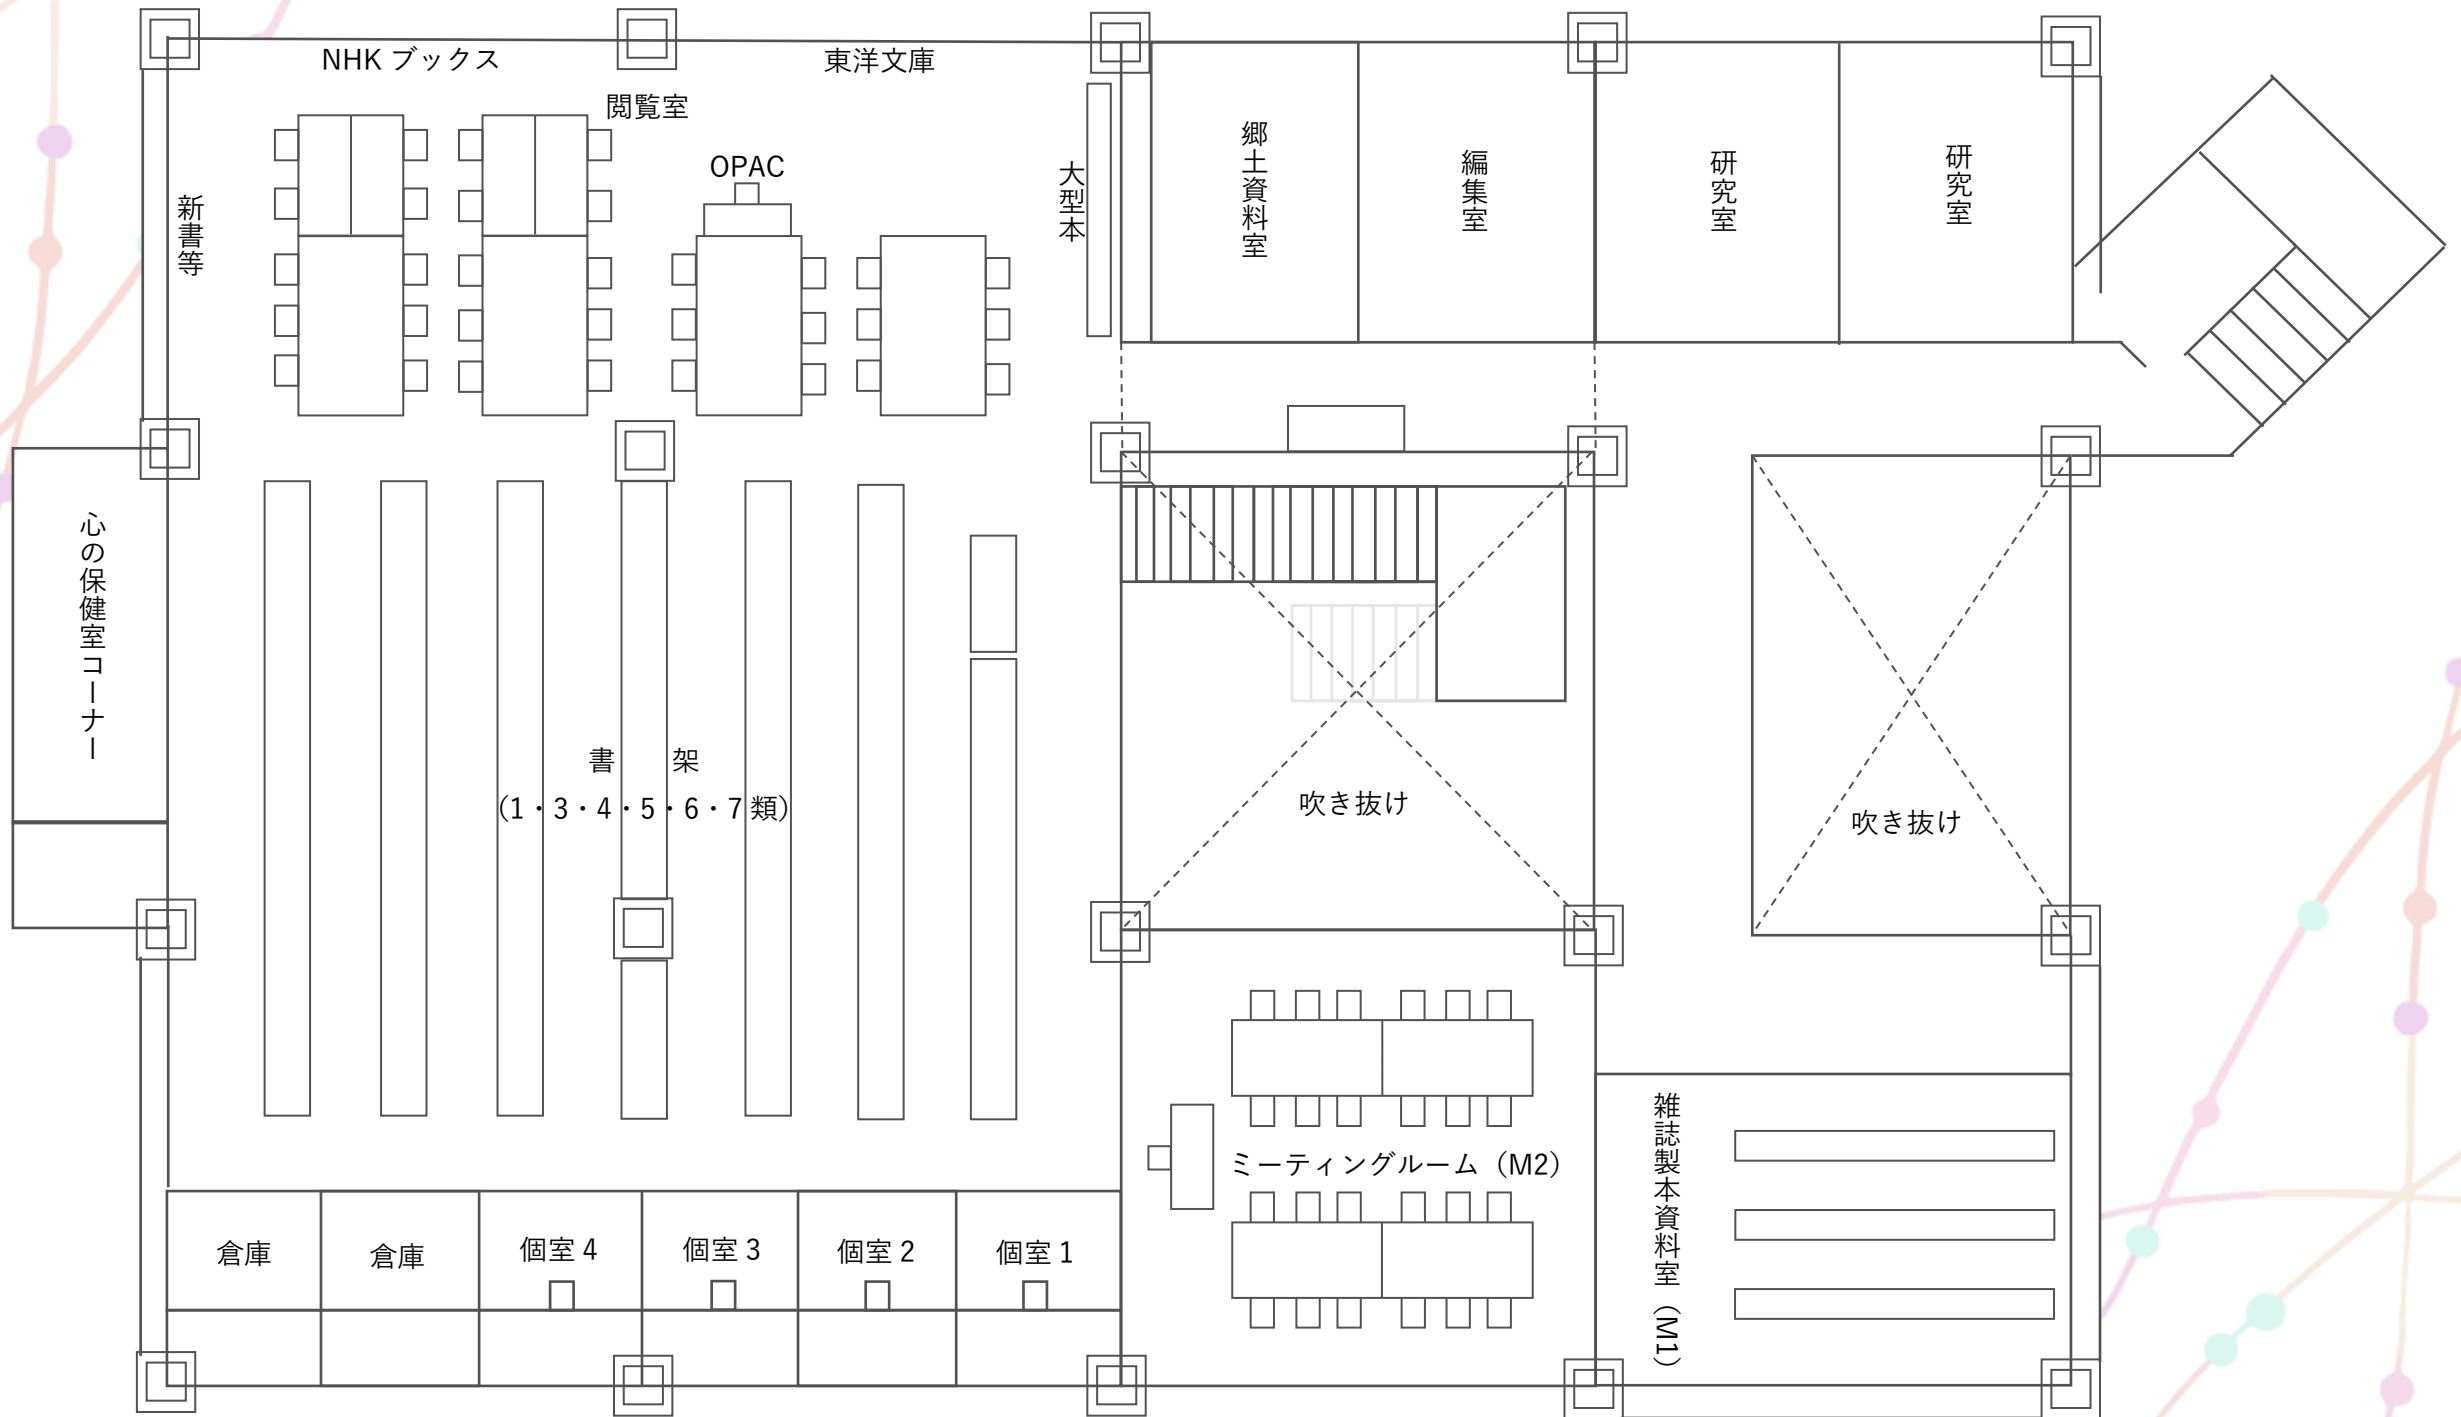 NHK ブックス
東洋文庫
閲覧室
OPAC
新書等
大型本
郷土資料室
編集室
研究室
研究室
心の保健室コーナー
書　架
（1・3・4・5・6・7 類）
吹き抜け
吹き抜け
ミーティングルーム（M2）
雑誌製本資料室（M1）
倉庫
倉庫
個室 4
個室 3
個室 2
個室 1